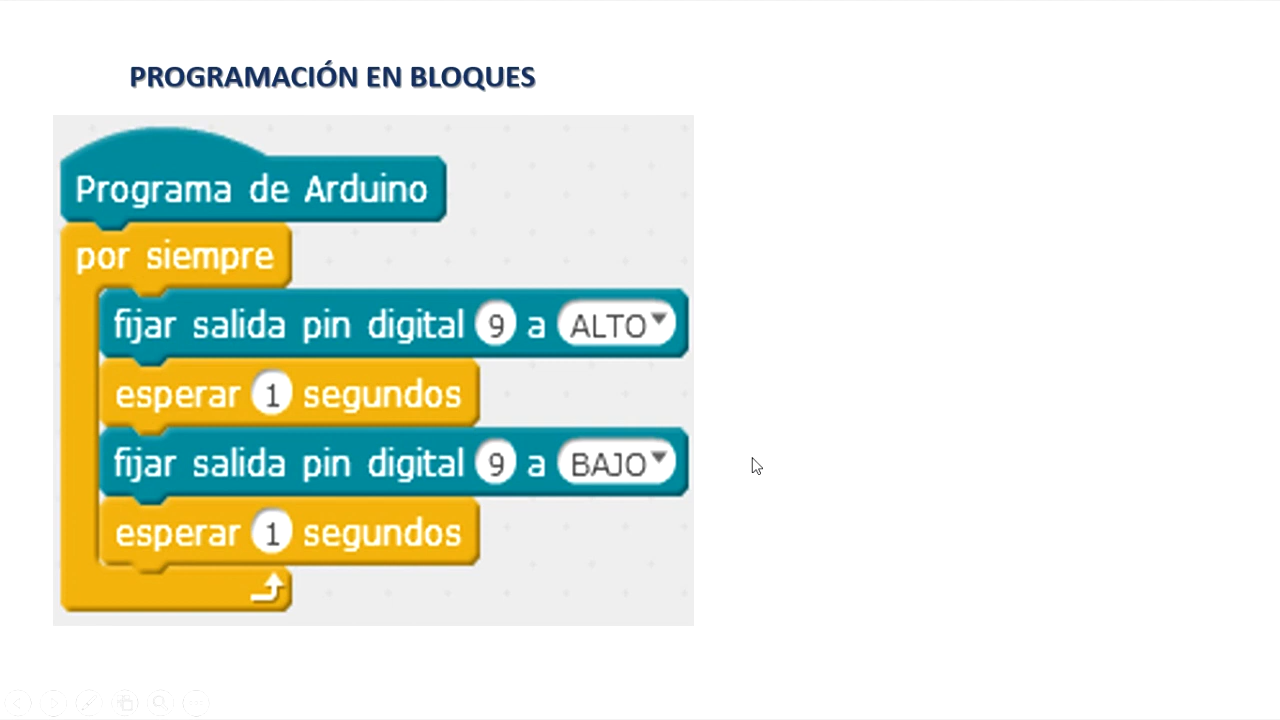 PROGRAMACIÓN EN BLOQUES
Programa de Arduino
por siempre
fijar salida pin digital 9 a ALTO
esperar 1 segundos
fijar salida pin digital 9 a BAJO
esperar 1 segundos